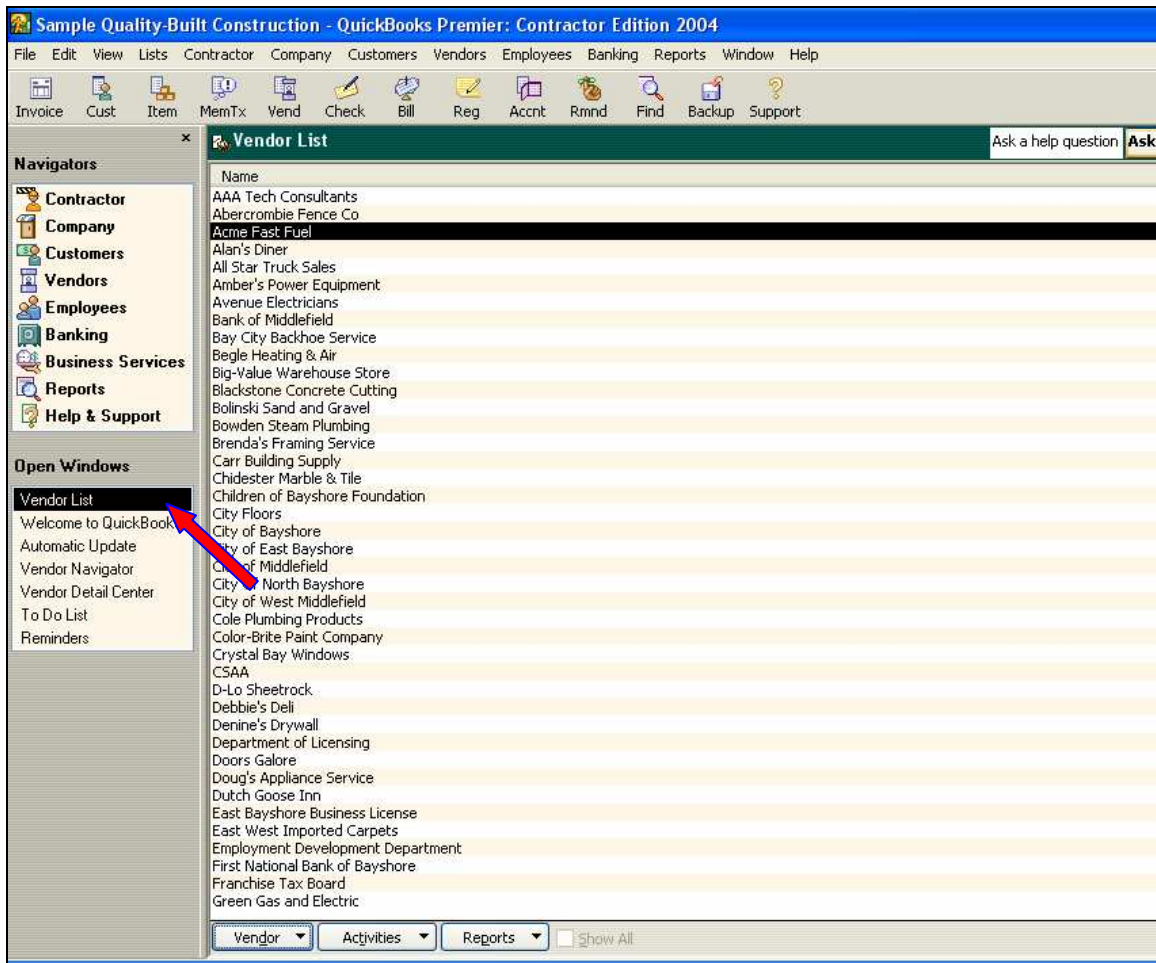 Sample Quality-Built Construction - QuickBooks Premier: Contractor Edition 2004
File Edit View Lists Contractor Company Customers Vendors Employees Banking Reports Window Help
Invoice Cust Item MemTx Vend Check Bill Reg Accnt Rmnd Find Backup Support
Navigators
Contractor
Company
Customers
Vendors
Employees
Banking
Business Services
Reports
Help & Support
Open Windows
Vendor List
Welcome to QuickBook
Automatic Update
Vendor Navigator
Vendor Detail Center
To Do List
Reminders
Vendor List
Ask a help question Ask
Name
AAA Tech Consultants
Abercrombie Fence Co
Acme Fast Fuel
Alan's Diner
All Star Truck Sales
Amber's Power Equipment
Avenue Electricians
Bank of Middlefield
Bay City Backhoe Service
Begle Heating & Air
Big-Value Warehouse Store
Blackstone Concrete Cutting
Bolinski Sand and Gravel
Bowden Steam Plumbing
Brenda's Framing Service
Carr Building Supply
Chidester Marble & Tile
Children of Bayshore Foundation
City Floors
City of Bayshore
City of East Bayshore
City of Middlefield
City of North Bayshore
City of West Middlefield
Cole Plumbing Products
Color-Brite Paint Company
Crystal Bay Windows
CSAA
D-Lo Sheetrock
Debbie's Deli
Denine's Drywall
Department of Licensing
Doors Galore
Doug's Appliance Service
Dutch Goose Inn
East Bayshore Business License
East West Imported Carpets
Employment Development Department
First National Bank of Bayshore
Franchise Tax Board
Green Gas and Electric
Vendor Activities Reports Show All